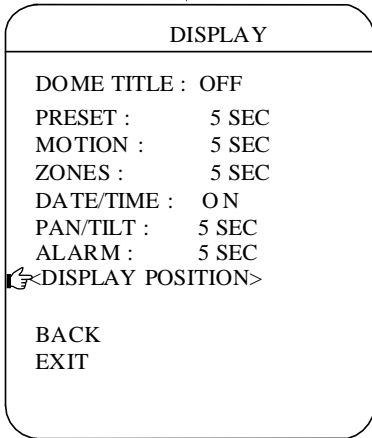 DISPLAY
DOME TITLE : OFF
PRESET : 5 SEC
MOTION : 5 SEC
ZONES : 5 SEC
DATE/TIME : ON
PAN/TILT : 5 SEC
ALARM : 5 SEC
<DISPLAY POSITION>
BACK
EXIT